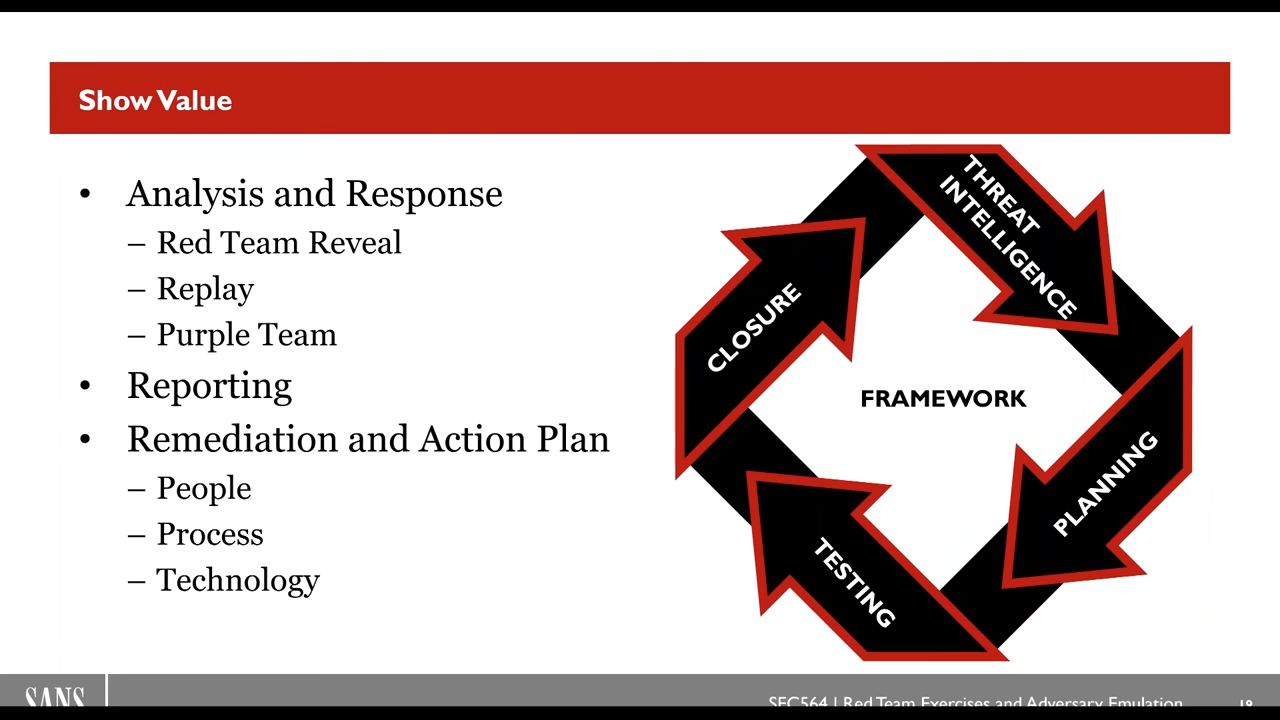 Show Value
• Analysis and Response
– Red Team Reveal
– Replay
– Purple Team
• Reporting
• Remediation and Action Plan
– People
– Process
– Technology
THREAT
INTELLIGENCE
CLOSURE
FRAMEWORK
PLANNING
TESTING
SANS
SEC564 | Red Team Exercises and Adversary Emulation
19